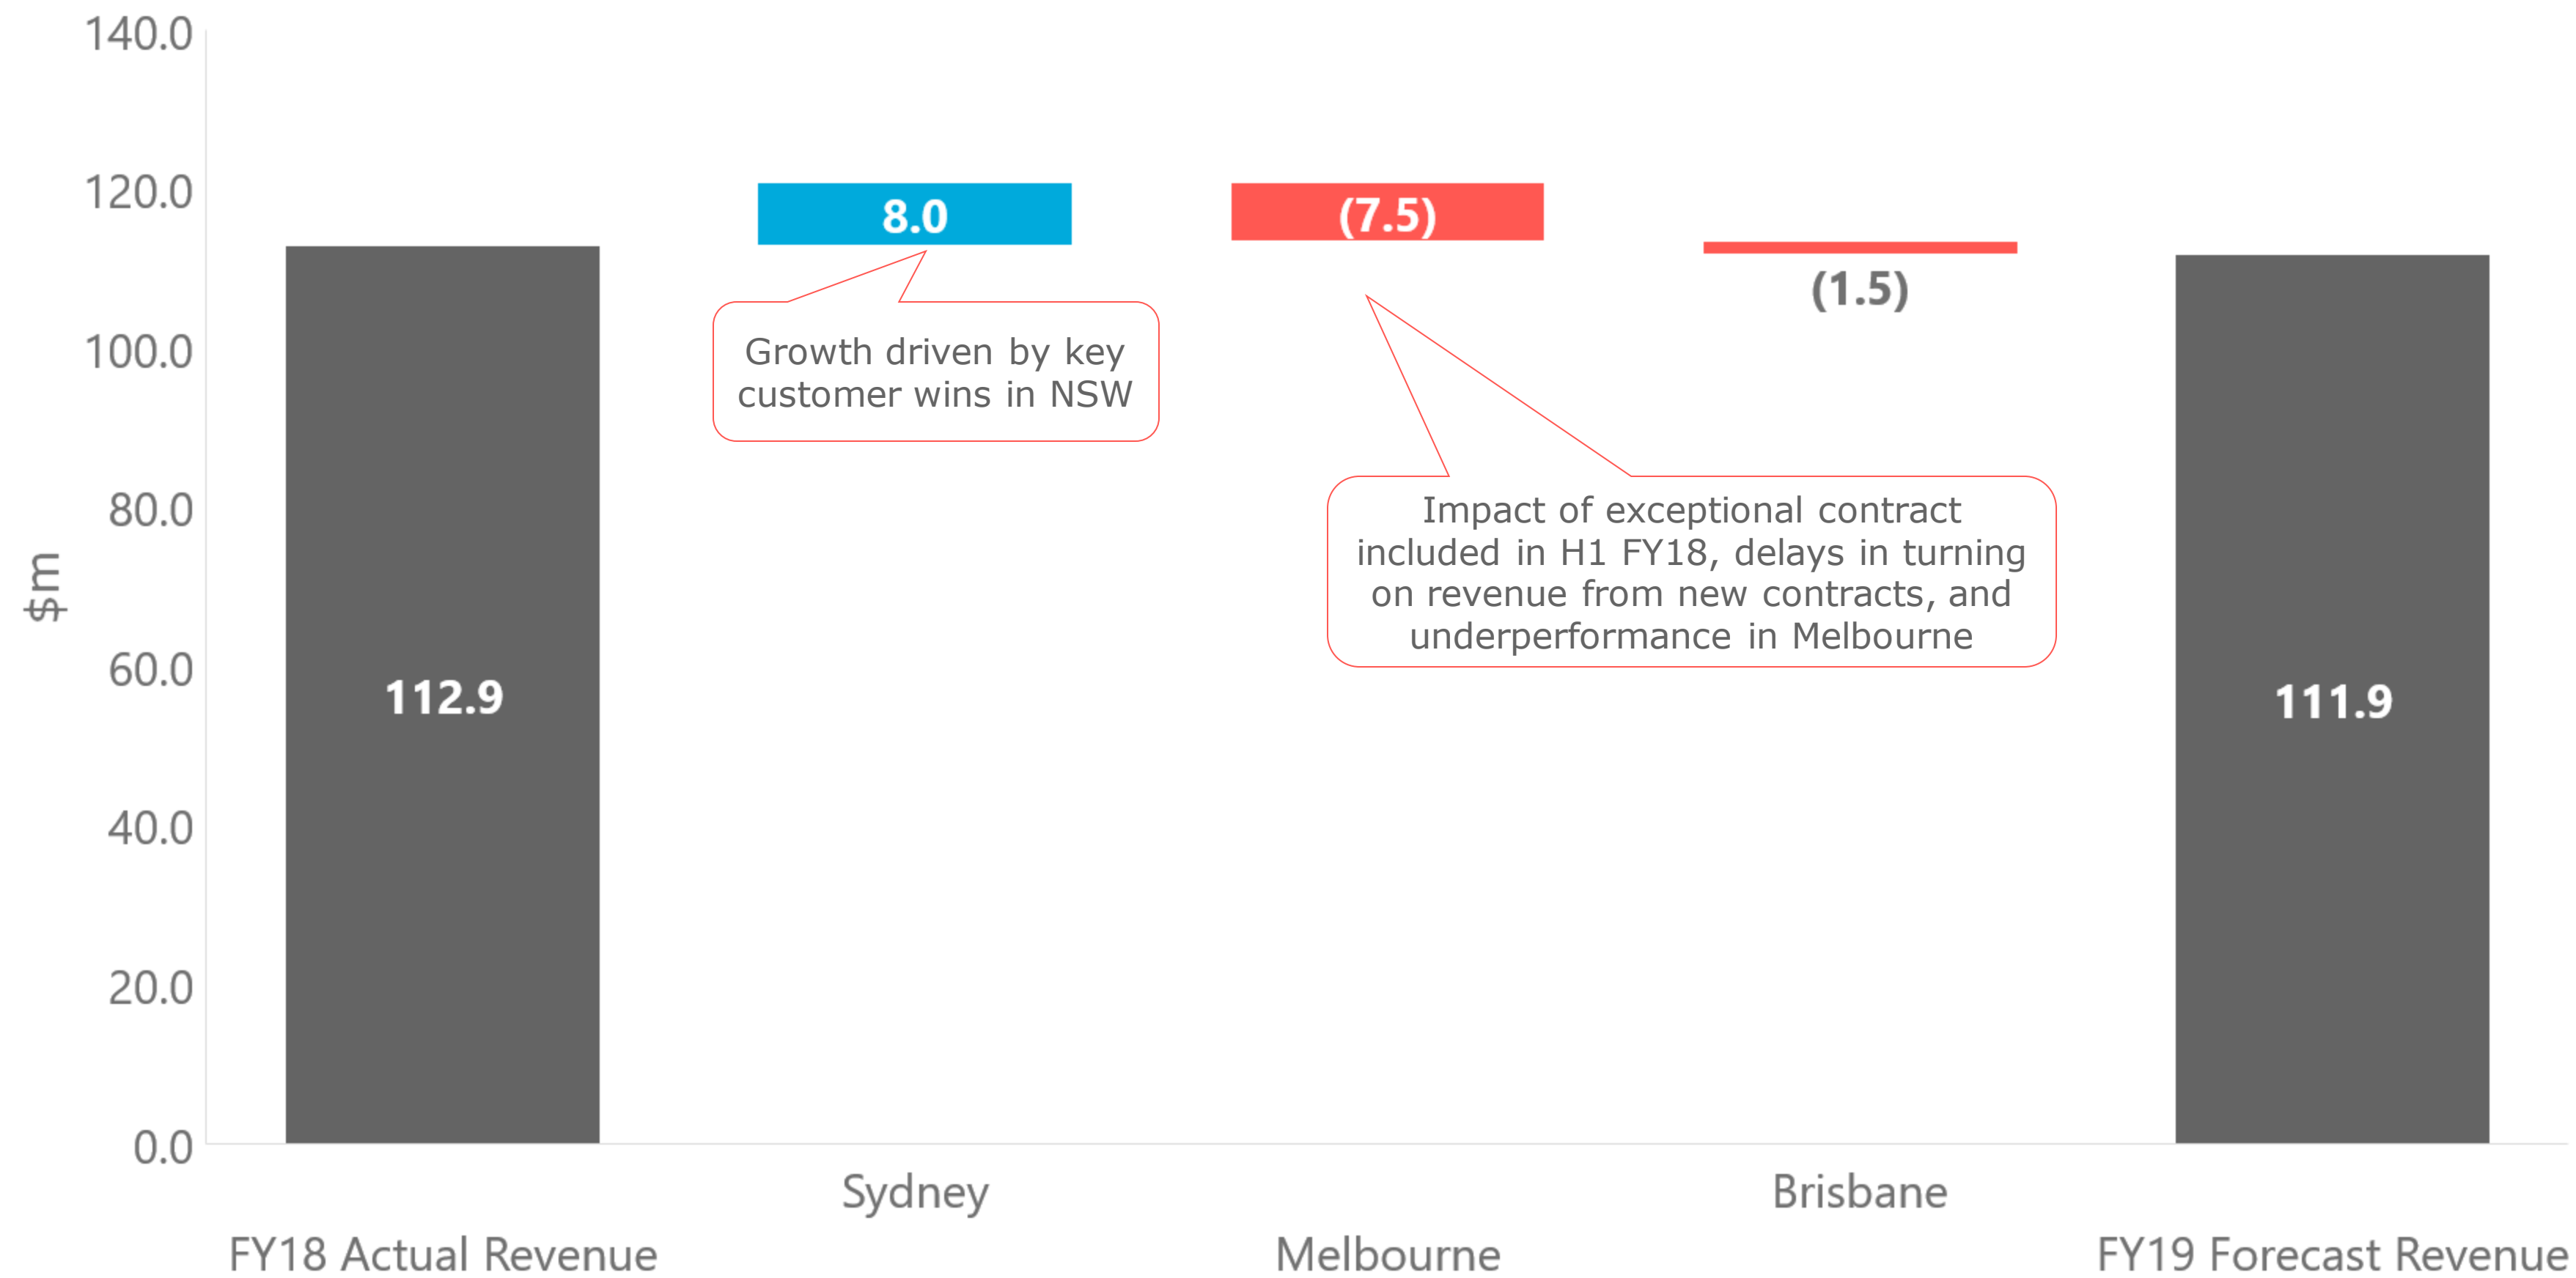 140.0
120.0
100.0
80.0
60.0
40.0
20.0
0.0
$m
112.9
8.0
(7.5)
(1.5)
111.9
Growth driven by key
customer wins in NSW
Impact of exceptional contract
included in H1 FY18, delays in turning
on revenue from new contracts, and
underperformance in Melbourne
Sydney
Brisbane
FY18 Actual Revenue
Melbourne
FY19 Forecast Revenue